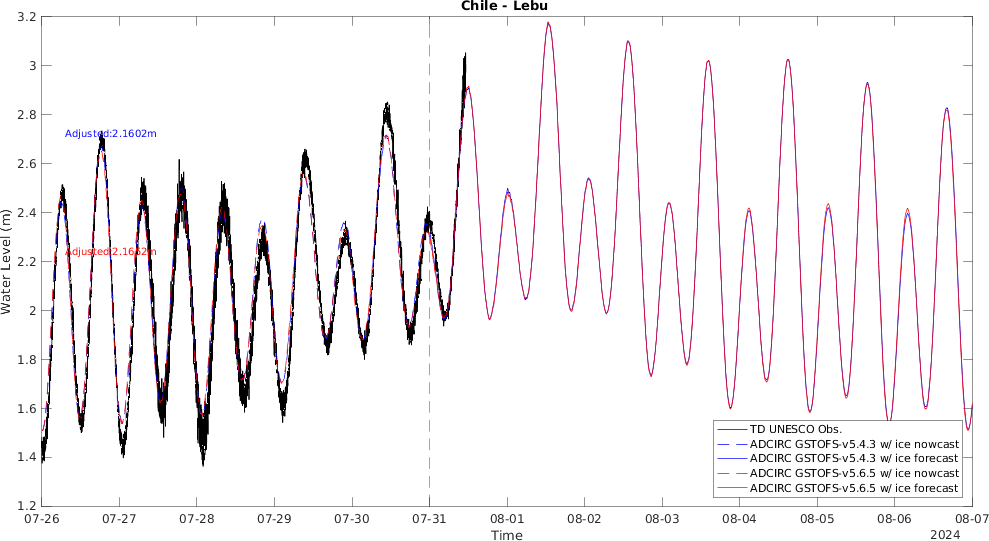 Chile - Lebu
3.2
3
2.8
2.6
2.4
2.2
2
1.8
1.6
1.4
1.2
Water Level (m)
Adjusted:2.1602m
Adjusted:2.1662m
TD UNESCO Obs.
ADCIRC GSTOFS-v5.4.3 w/ ice nowcast
ADCIRC GSTOFS-v5.4.3 w/ ice forecast
ADCIRC GSTOFS-v5.6.5 w/ ice nowcast
ADCIRC GSTOFS-v5.6.5 w/ ice forecast
07-26 07-27 07-28 07-29 07-30 07-31 08-01 08-02 08-03 08-04 08-05 08-06 08-07
Time
2024